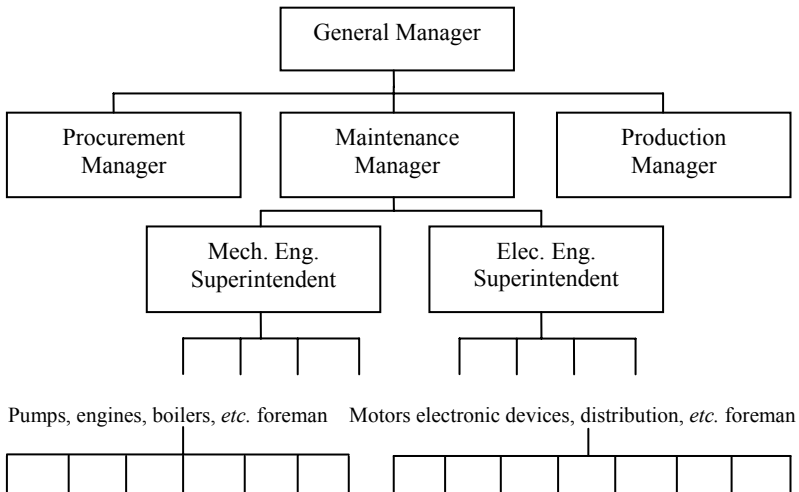 General Manager
Procurement
Manager
Maintenance
Manager
Production
Manager
Mech. Eng.
Superintendent
Elec. Eng.
Superintendent
Pumps, engines, boilers, etc. foreman
Motors electronic devices, distribution, etc. foreman